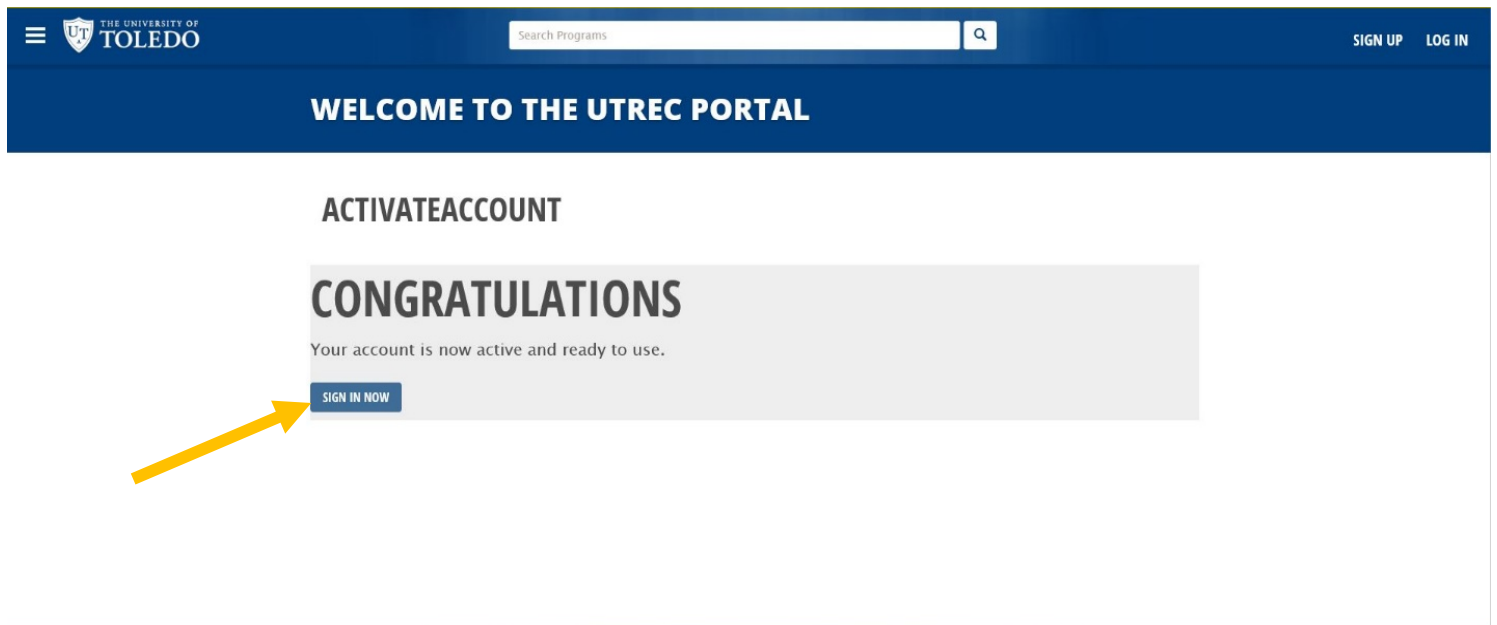 THE UNIVERSITY OF
TOLEDO
UT
Search Programs
SIGN UP LOG IN
WELCOME TO THE UTREC PORTAL
ACTIVATEACCOUNT
CONGRATULATIONS
Your account is now active and ready to use.
SIGN IN NOW